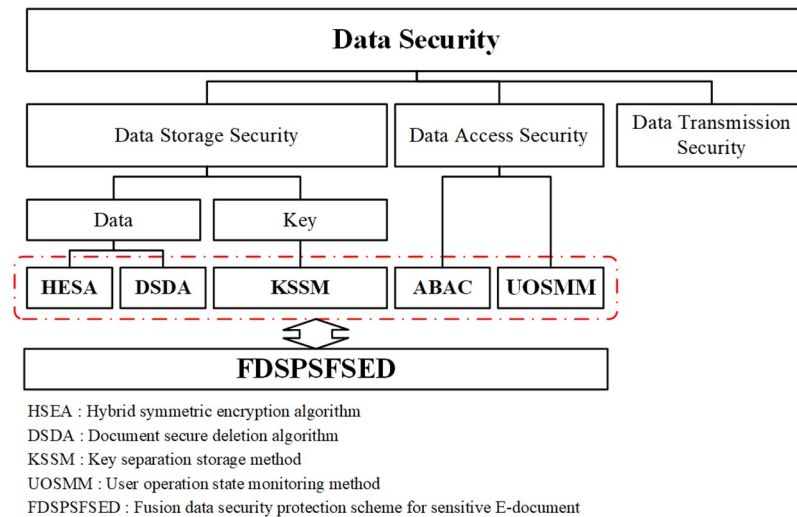 Data Security
Data Storage Security
Data Access Security
Data Transmission
Security
Data
Key
HESA
DSDA
KSSM
ABAC
UOSMM
FDSPSFSED
HSEA : Hybrid symmetric encryption algorithm
DSDA : Document secure deletion algorithm
KSSM : Key separation storage method
UOSMM : User operation state monitoring method
FDSPSFSED : Fusion data security protection scheme for sensitive E-document